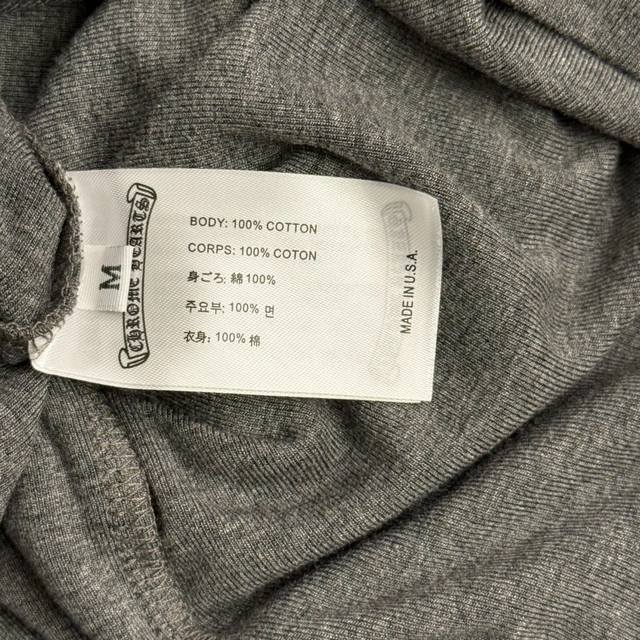 CHROME HEARTS
M
BODY: 100% COTTON
CORPS: 100% COTON
身ごろ: 綿100%
주요부: 100% 면
衣身: 100% 棉
MADE IN U.S.A.